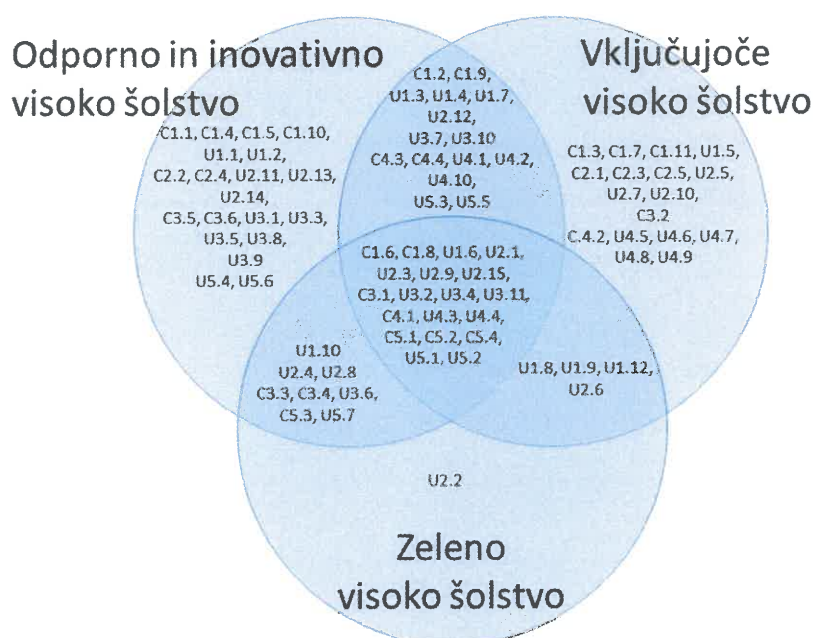 Odporno in inovativno
visoko šolstvo
Vključujoče
visoko šolstvo
C1.2, C1.9,
U1.3, U1.4, U1.7,
U2.12,
U3.7, U3.10
C4.3, C4.4, U4.1, U4.2,
U4.10,
U5.3, U5.5
C1.1, C1.4, C1.5, C1.10,
U1.1, U1.2,
C2.2, C2.4, U2.11, U2.13,
U2.14,
C3.5, C3.6, U3.1, U3.3,
U3.5, U3.8,
U3.9
U5.4, U5.6
C1.3, C1.7, C1.11, U1.5,
C2.1, C2.3, C2.5, U2.5,
U2.7, U2.10,
C3.2
C.4.2, U4.5, U4.6, U4.7,
U4.8, U4.9
C1.6, C1.8, U1.6, U2.1,
U2.3, U2.9, U2.15,
C3.1, U3.2, U3.4, U3.11,
C4.1, U4.3, U4.4,
C5.1, C5.2, C5.4,
U5.1, U5.2
U1.10
U2.4, U2.8
C3.3, C3.4, U3.6,
C5.3, U5.7
U1.8, U1.9, U1.12,
U2.6
U2.2
Zeleno
visoko šolstvo